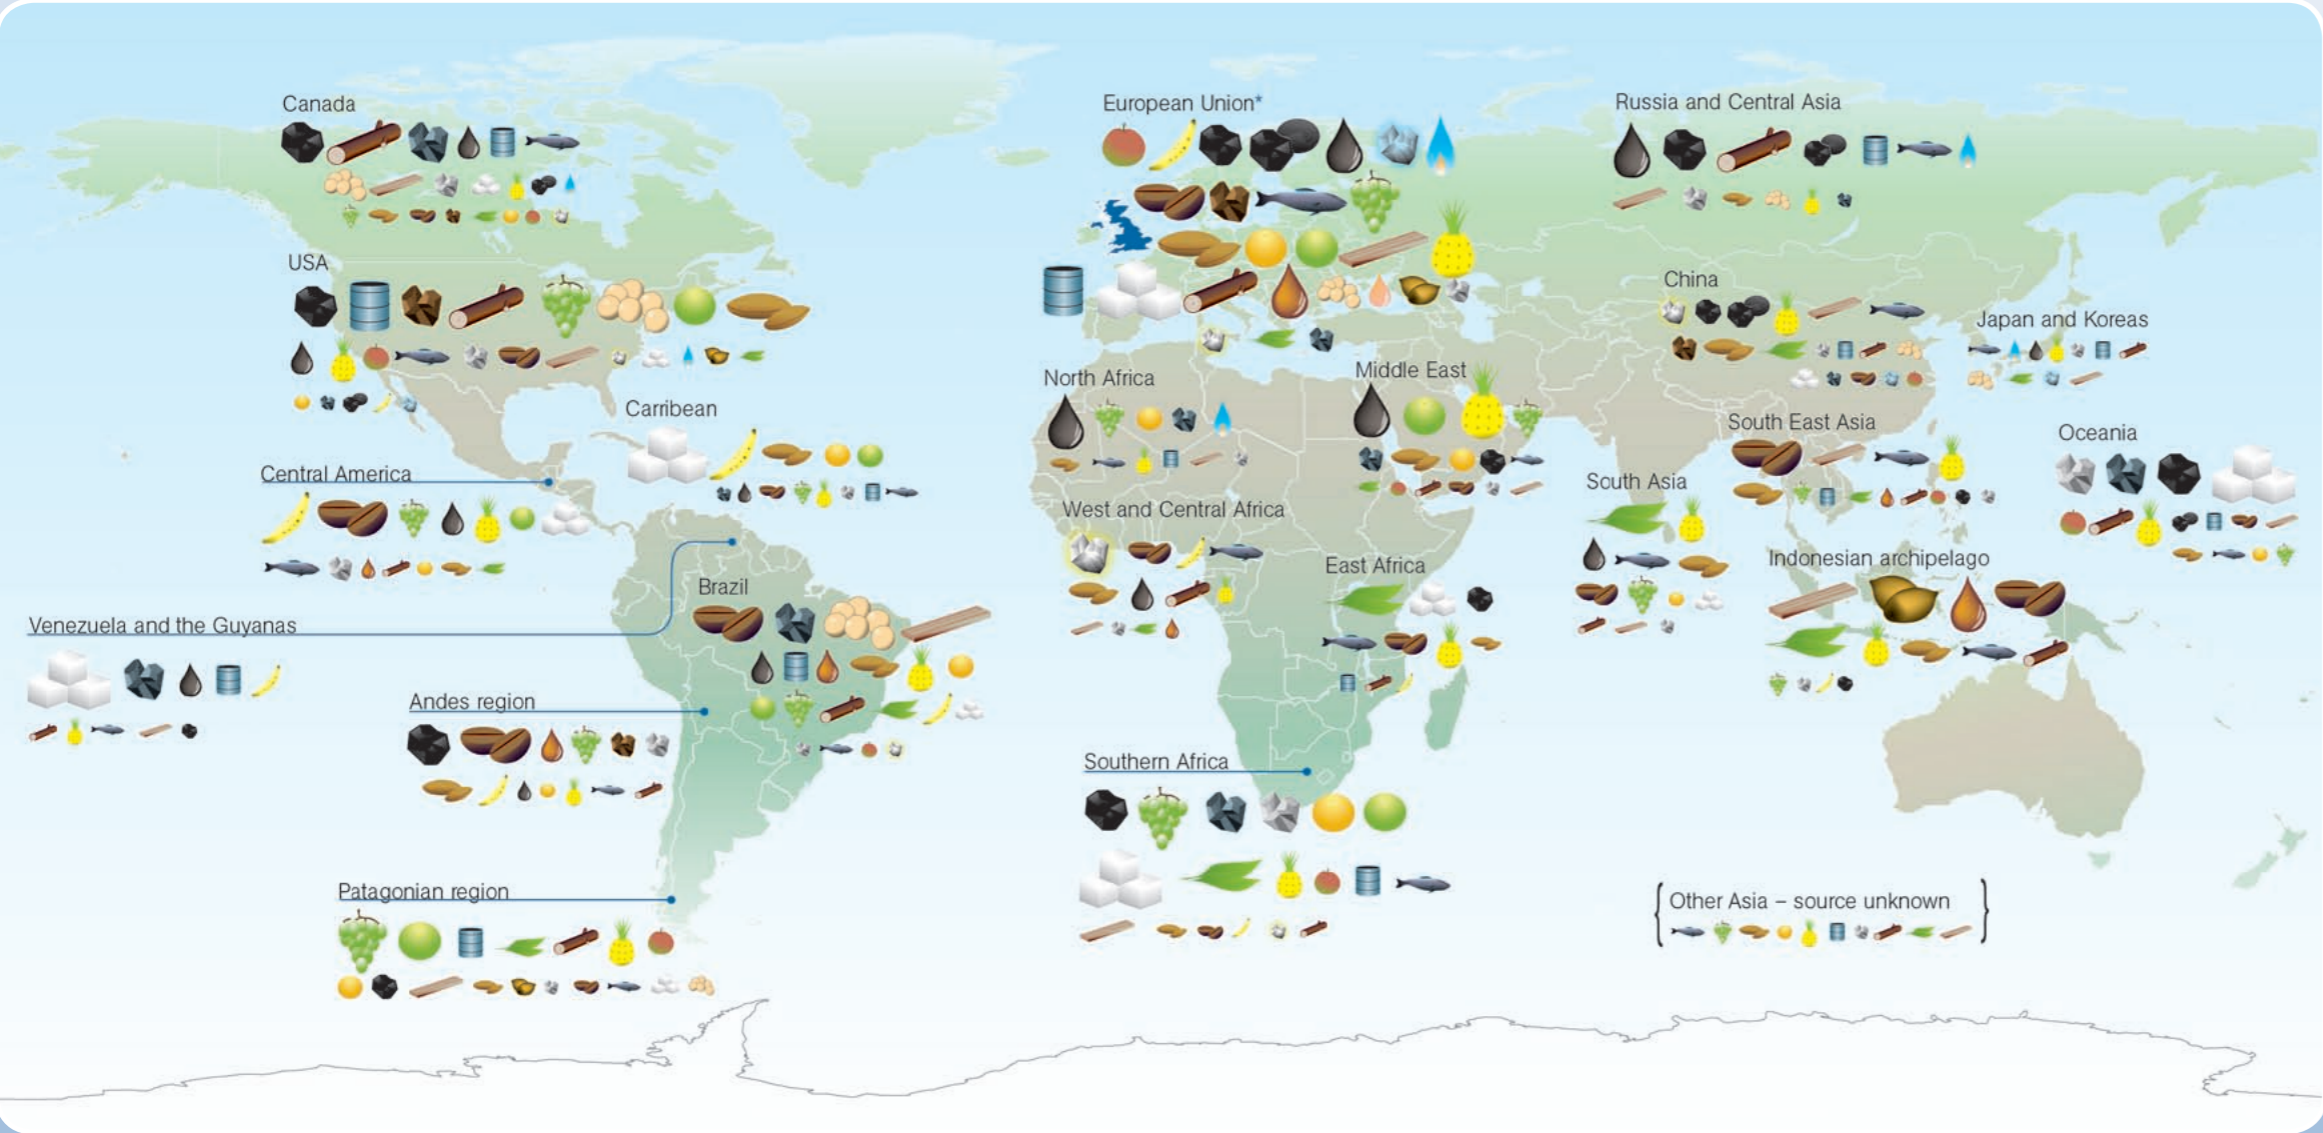 Canada
European Union*
Russia and Central Asia
USA
China
Japan and Koreas
North Africa
Middle East
Carribean
South East Asia
Oceania
Central America
South Asia
West and Central Africa
Indonesian archipelago
East Africa
Brazil
Venezuela and the Guyanas
Andes region
Southern Africa
Patagonian region
Other Asia – source unknown